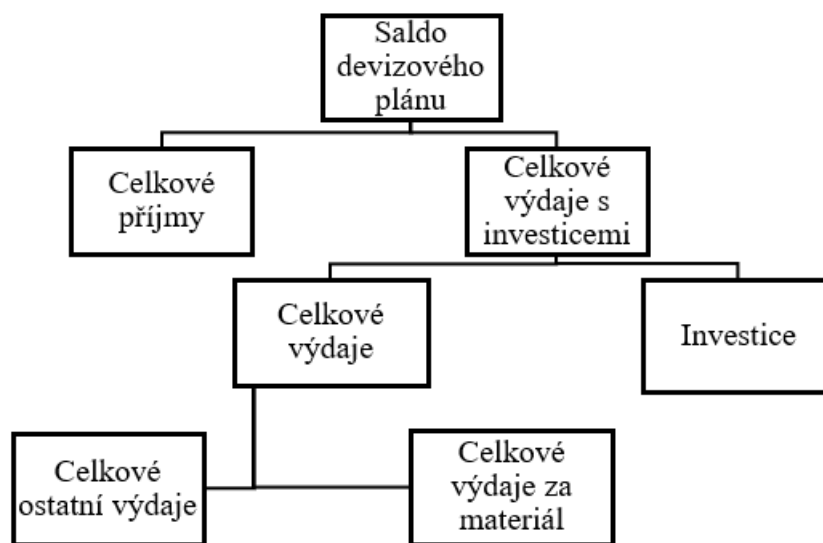 Saldo
devizového
plánu
Celkové
příjmy
Celkové
výdaje s
investicemi
Celkové
výdaje
Investice
Celkové
ostatní výdaje
Celkové
výdaje za
materiál